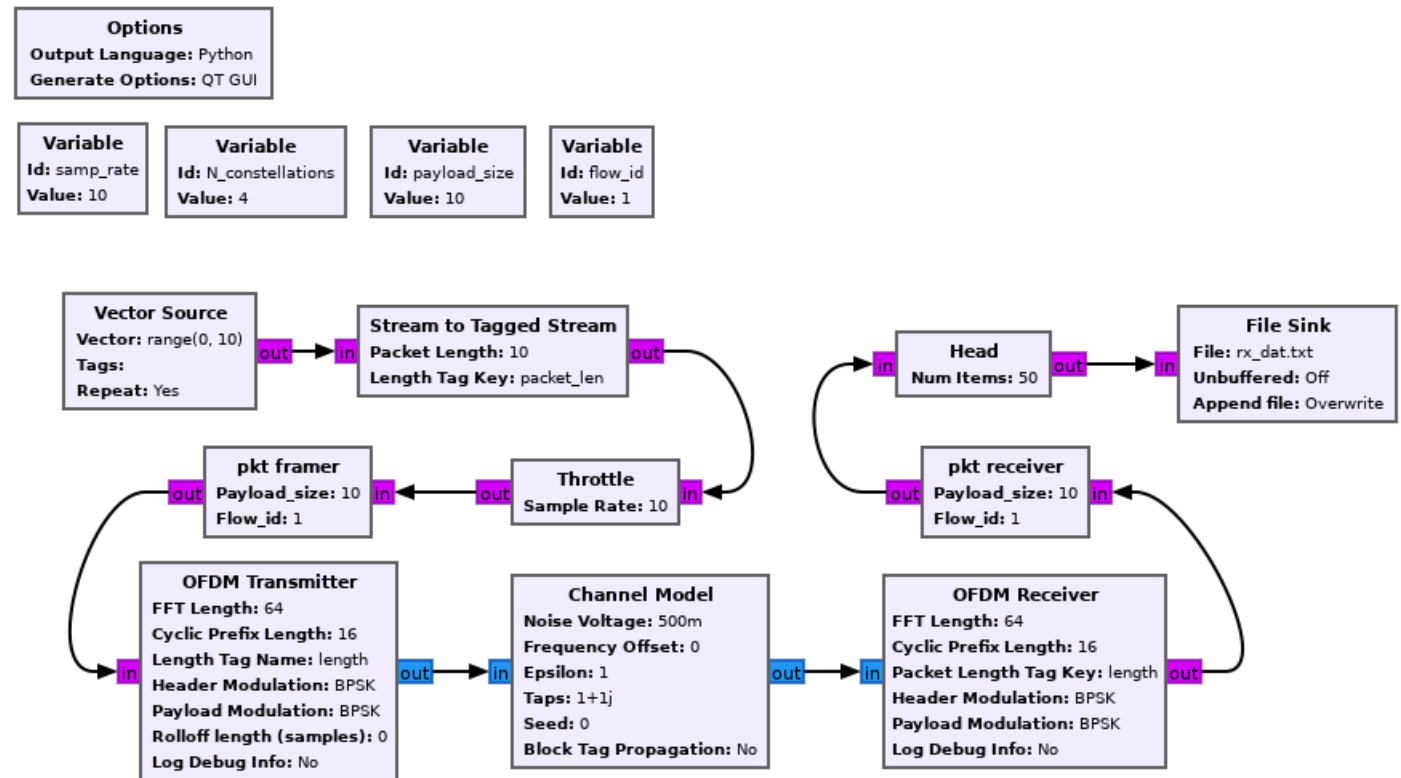 Options
Output Language: Python
Generate Options: QT GUI
Variable
Id: samp_rate
Value: 10
Variable
Id: N_constellations
Value: 4
Variable
Id: payload_size
Value: 10
Variable
Id: flow_id
Value: 1
Vector Source
Vector: range(0, 10)
Tags:
Repeat: Yes
out
in
Stream to Tagged Stream
Packet Length: 10
Length Tag Key: packet_len
out
in
Head
Num Items: 50
out
in
File Sink
File: rx_dat.txt
Unbuffered: Off
Append file: Overwrite
out
pkt framer
Payload_size: 10
Flow_id: 1
in
out
Throttle
Sample Rate: 10
in
out
pkt receiver
Payload_size: 10
Flow_id: 1
in
in
OFDM Transmitter
FFT Length: 64
Cyclic Prefix Length: 16
Length Tag Name: length
Header Modulation: BPSK
Payload Modulation: BPSK
Rolloff length (samples): 0
Log Debug Info: No
out
in
Channel Model
Noise Voltage: 500m
Frequency Offset: 0
Epsilon: 1
Taps: 1+1j
Seed: 0
Block Tag Propagation: No
out
in
OFDM Receiver
FFT Length: 64
Cyclic Prefix Length: 16
Packet Length Tag Key: length
Header Modulation: BPSK
Payload Modulation: BPSK
Log Debug Info: No
out